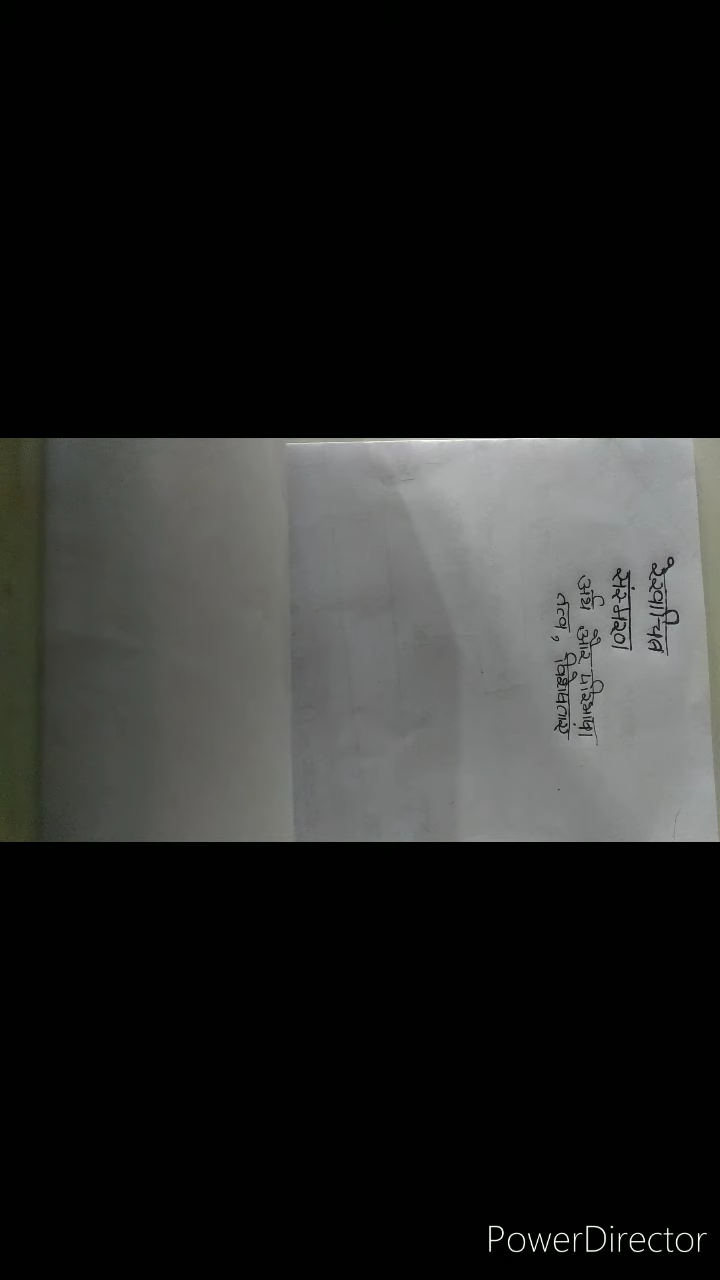 रेखाचित्र
संस्मरण
अर्थ और परिभाषा
तत्व, विशेषताएं
PowerDirector